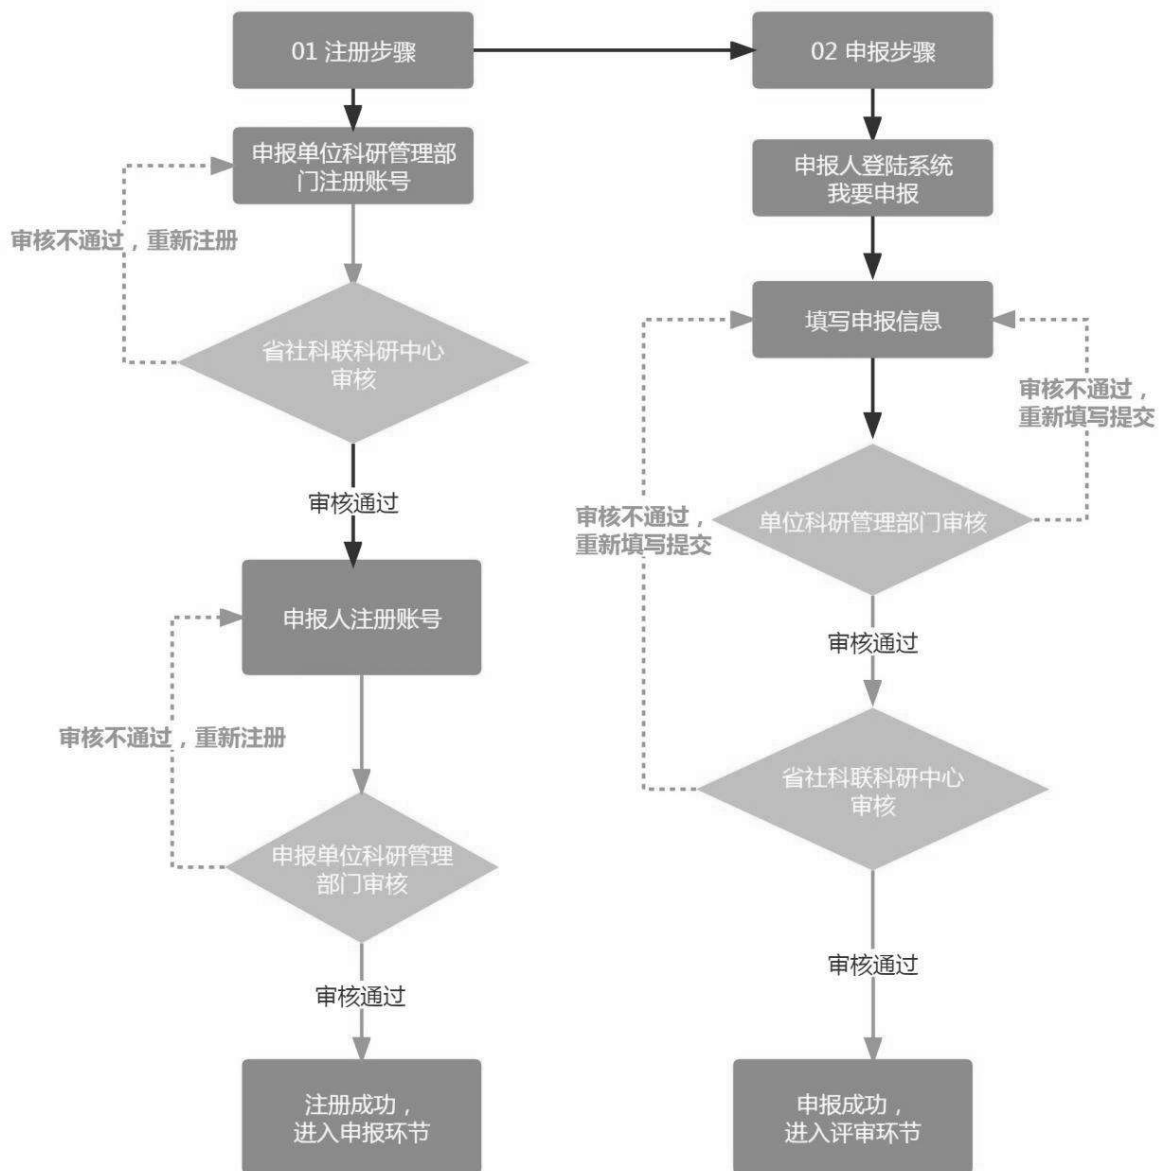 01 注册步骤
申报单位科研管理部
门注册账号
审核不通过，重新注册
省社科联科研中心
审核
审核通过
申报人注册账号
审核不通过，重新注册
申报单位科研管理
部门审核
审核通过
注册成功，
进入申报环节
02 申报步骤
申报人登陆系统
我要申报
填写申报信息
审核不通过，
重新填写提交
单位科研管理部门审核
审核不通过，
重新填写提交
审核通过
省社科联科研中心
审核
审核通过
申报成功，
进入评审环节